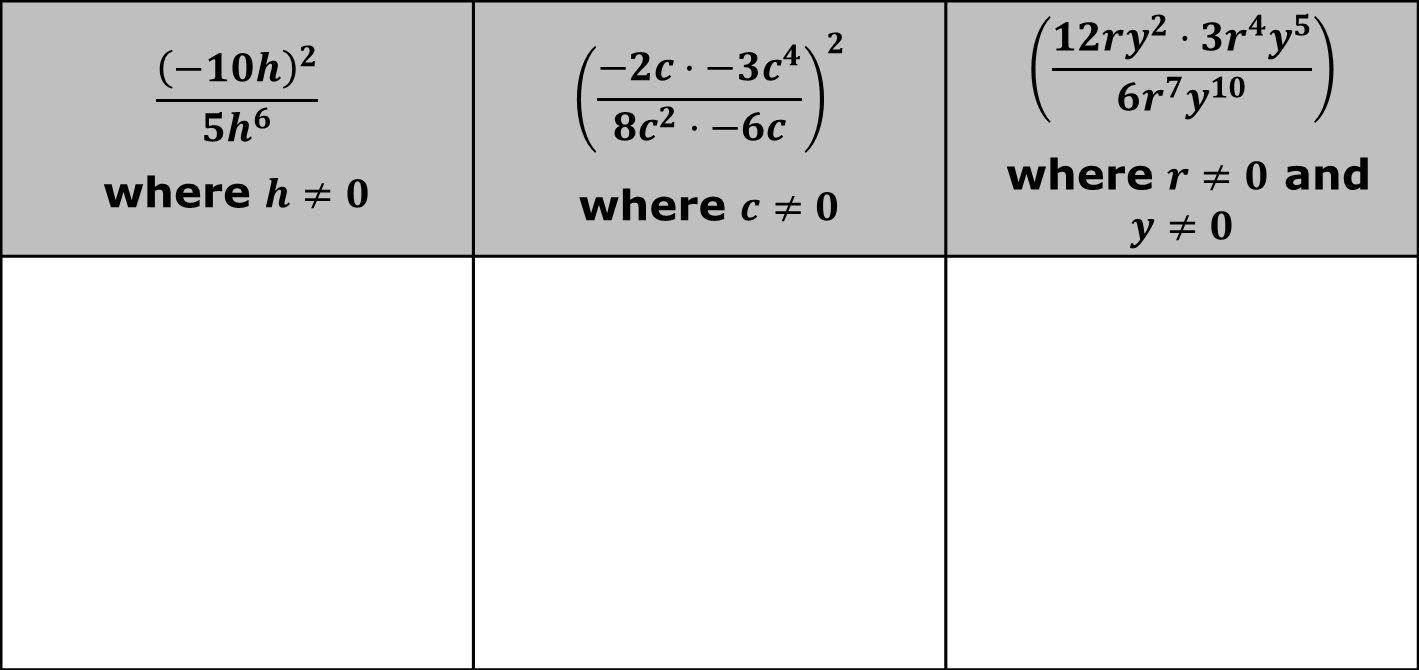 (−10h)²
5h⁶
where h ≠ 0
(−2c · −3c⁴
8c² · −6c)²
where c ≠ 0
(12ry² · 3r⁴y⁵
6r⁷y¹⁰)
where r ≠ 0 and
y ≠ 0